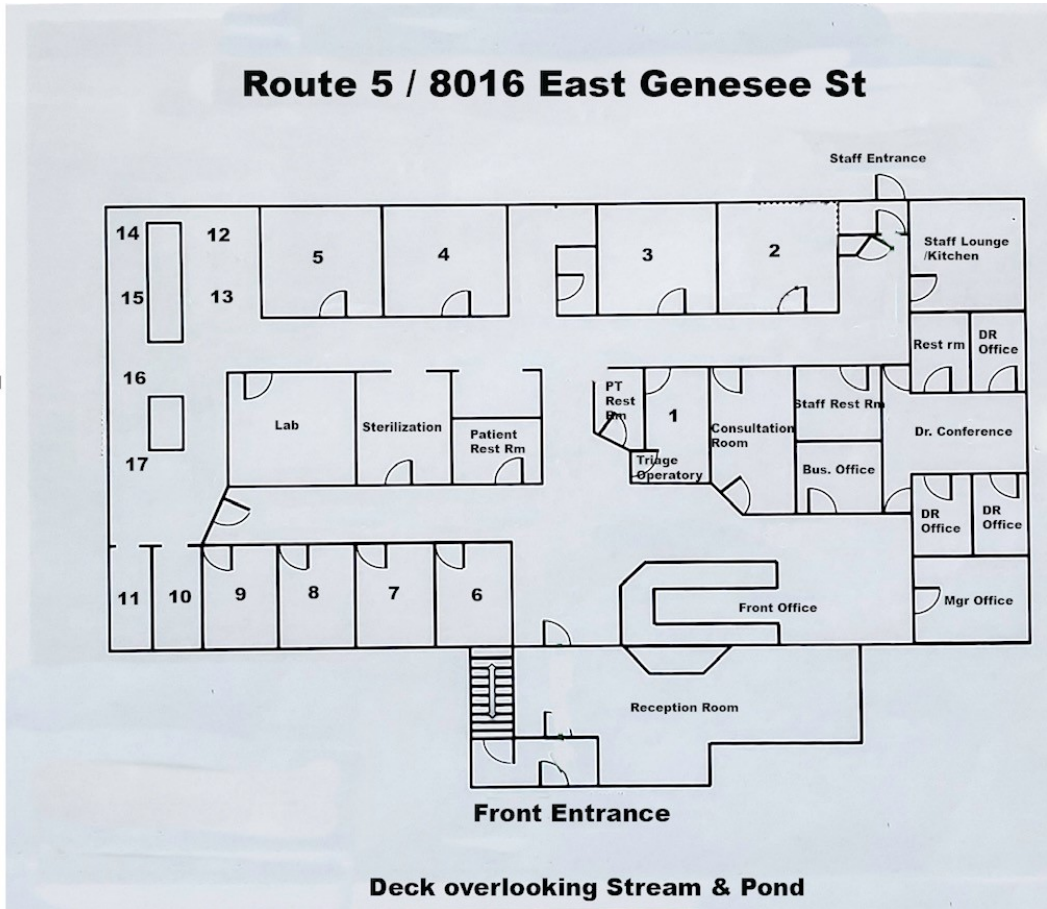 Route 5 / 8016 East Genesee St
Staff Entrance
14
12
5
4
3
2
Staff Lounge
/Kitchen
15
13
Rest rm
DR
Office
16
PT
Rest
Rm
1
Lab
Sterilization
Patient
Rest Rm
Triage
Operatory
Consultation
Room
Staff Rest Rm
Bus. Office
Dr. Conference
17
DR
Office
DR
Office
11
10
9
8
7
6
Front Office
Mgr Office
Reception Room
Front Entrance
Deck overlooking Stream & Pond